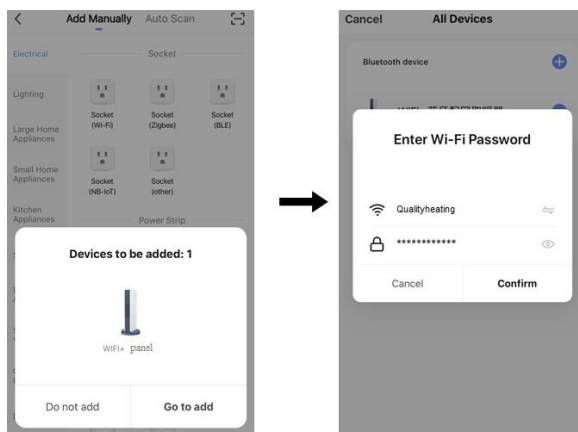 Add Manually
Auto Scan
Electrical
Socket
Lighting
Socket
(Wi-Fi)
Socket
(Zigbee)
Socket
(BLE)
Large Home
Appliances
Small Home
Appliances
Socket
(NB-IoT)
Socket
(other)
Kitchen
Appliances
Power Strip
Devices to be added: 1
WIFI+ panel
Do not add
Go to add
Cancel
All Devices
Bluetooth device
Enter Wi-Fi Password
Qualityheating
************
Cancel
Confirm